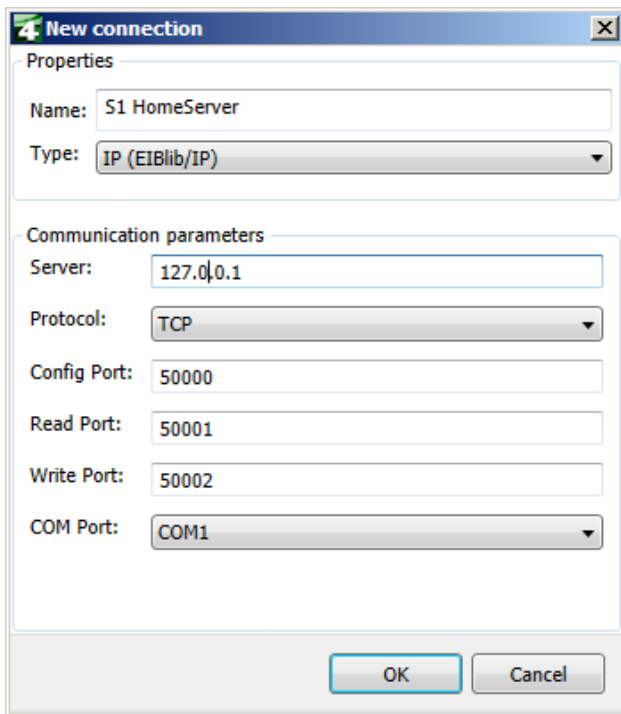 4 New connection
Properties
Name: S1 HomeServer
Type: IP (EIBlib/IP)
Communication parameters
Server: 127.0.0.1
Protocol: TCP
Config Port: 50000
Read Port: 50001
Write Port: 50002
COM Port: COM1
OK Cancel